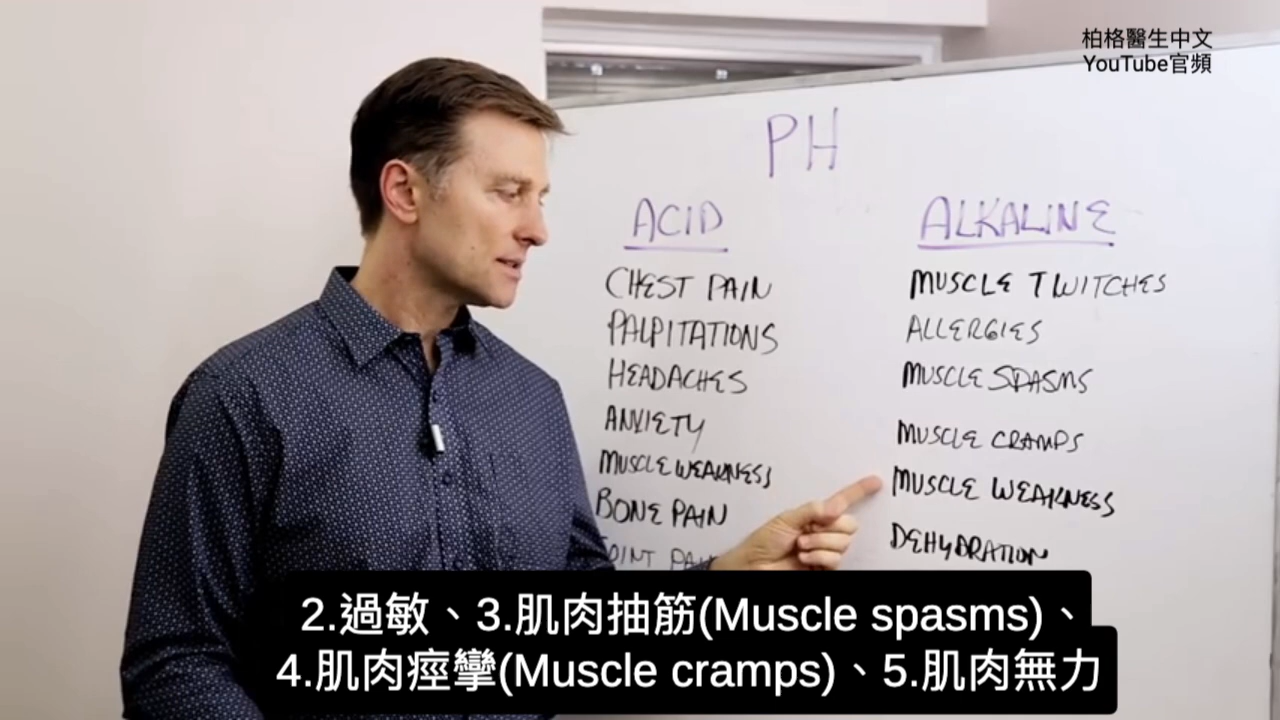 柏格醫生中文
YouTube官頻
PH
ACID
CHEST PAIN
PALPITATIONS
HEADACHES
ANXIETY
MUSCLE WEAKNESS
BONE PAIN
JOINT
ALKALINE
MUSCLE TWITCHES
ALLERGIES
MUSCLE SPASMS
MUSCLE CRAMPS
MUSCLE WEAKNESS
DEHYDRATION
2.過敏、3.肌肉抽筋(Muscle spasms)、
4.肌肉痙攣(Muscle cramps)、5.肌肉無力